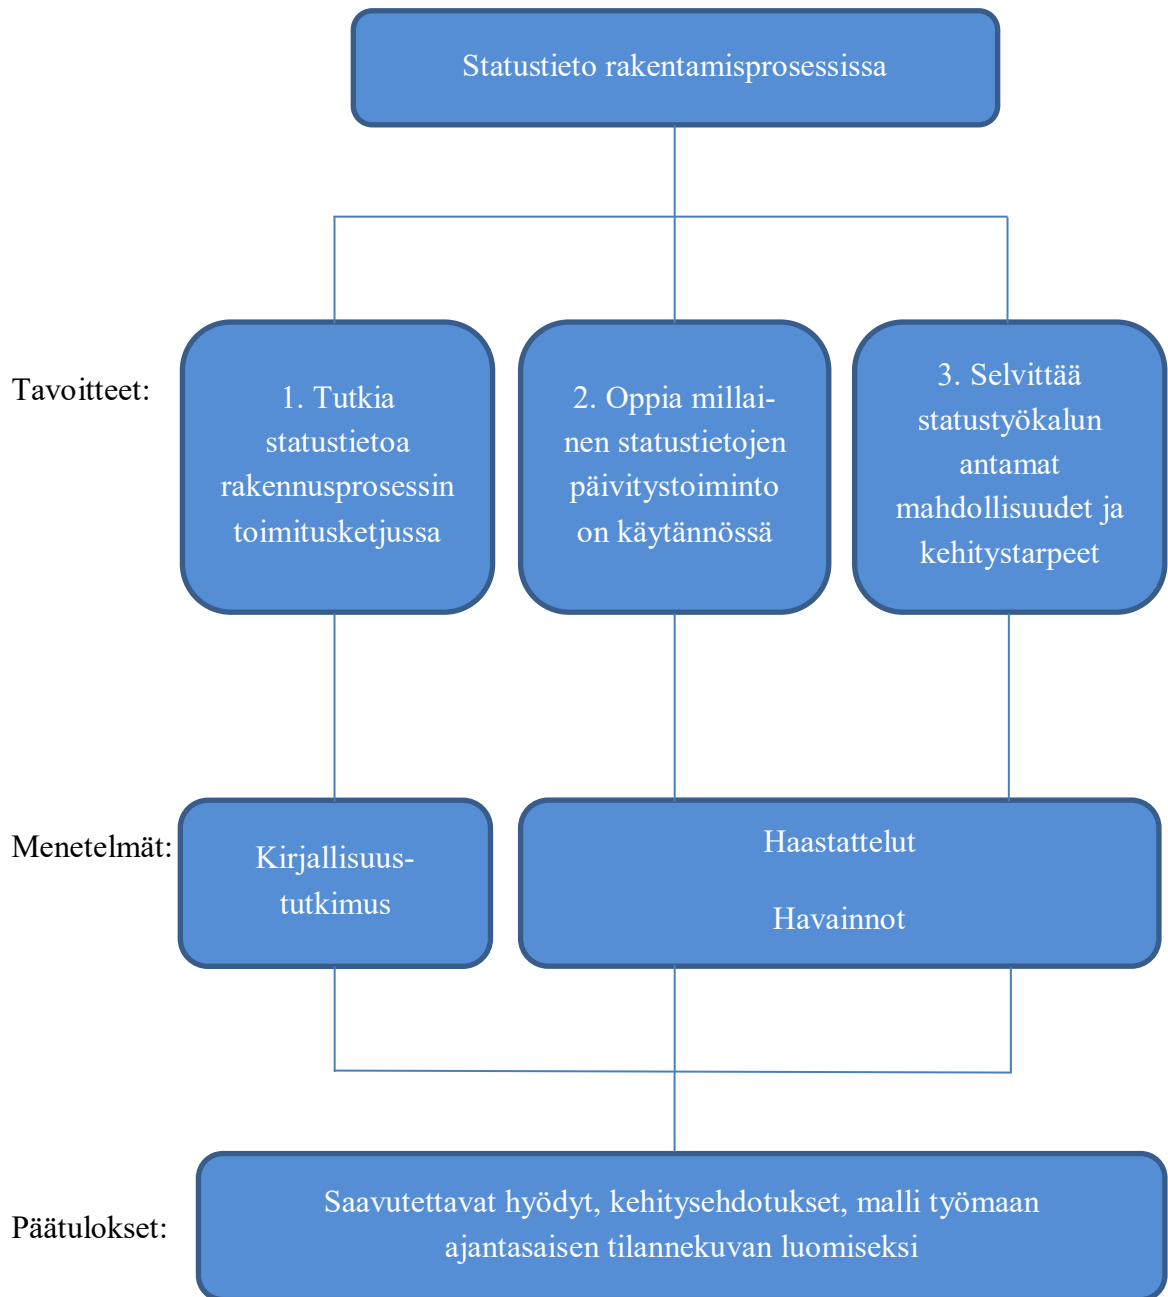 Statustieto rakentamisprosessissa
Tavoitteet:
1. Tutkia
statustietoa
rakennusprosessin
toimitusketjussa
2. Oppia millai-
nen statustietojen
päivitystoiminto
on käytännössä
3. Selvittää
statustyökalun
antamat
mahdollisuudet ja
kehitystarpeet
Menetelmät:
Kirjallisuus-
tutkimus
Haastattelut
Havainnot
Päätulokset:
Saavutettavat hyödyt, kehitysehdotukset, malli työmaan
ajantasaisen tilannekuvan luomiseksi